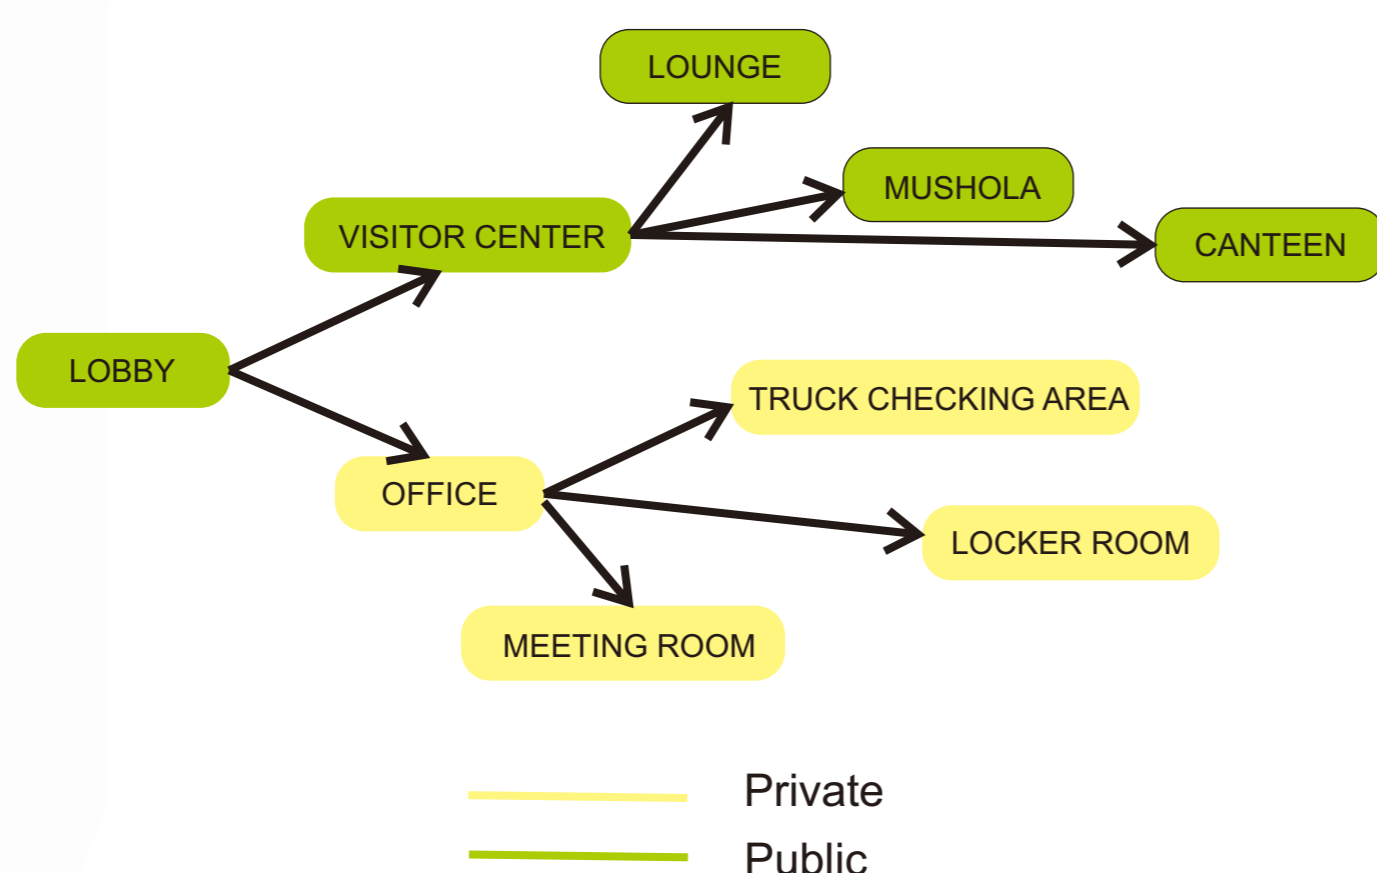 LOUNGE
MUSHOLA
VISITOR CENTER
CANTEEN
LOBBY
TRUCK CHECKING AREA
OFFICE
LOCKER ROOM
MEETING ROOM
Private
Public